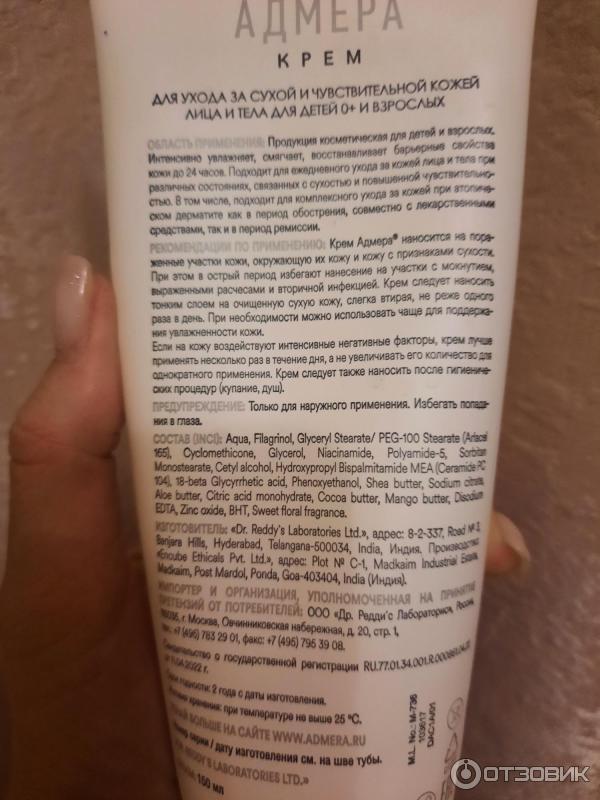 АДМЕРА
КРЕМ
ДЛЯ УХОДА ЗА СУХОЙ И ЧУВСТВИТЕЛЬНОЙ КОЖЕЙ
ЛИЦА И ТЕЛА ДЛЯ ДЕТЕЙ 0+ И ВЗРОСЛЫХ
ОБЛАСТЬ ПРИМЕНЕНИЯ: Продукция косметическая для детей и взрослых.
Интенсивно увлажняет, смягчает, восстанавливает барьерные свойства
кожи до 24 часов. Подходит для ежедневного ухода за кожей лица и тела при
различных состояниях, связанных с сухостью и повышенной чувствительно-
стью. В том числе, подходит для комплексного ухода за кожей при атопиче-
ском дерматите как в период обострения, совместно с лекарственными
средствами, так и в период ремиссии.
РЕКОМЕНДАЦИИ ПО ПРИМЕНЕНИЮ: Крем Адмера® наносится на пора-
женные участки кожи, окружающую их кожу и кожу с признаками сухости.
При этом в острый период избегают нанесение на участки с мокнутием,
выраженными расчесами и вторичной инфекцией. Крем следует наносить
тонким слоем на очищенную сухую кожу, слегка втирая, не реже одного
раза в день. При необходимости можно использовать чаще для поддержа-
ния увлажненности кожи.
Если на кожу воздействуют интенсивные негативные факторы, крем лучше
применять несколько раз в течение дня, а не увеличивать его количество для
однократного применения. Крем следует также наносить после гигиениче-
ских процедур (купание, душ).
ПРЕДУПРЕЖДЕНИЕ: Только для наружного применения. Избегать попада-
ния в глаза.
СОСТАВ (INCI): Aqua, Filagrinol, Glyceryl Stearate/ PEG-100 Stearate (Arlacel
165), Cyclomethicone, Glycerol, Niacinamide, Polyamide-5, Sorbitan
Monostearate, Cetyl alcohol, Hydroxypropyl Bispalmitamide MEA (Ceramide PC
104), 18-beta Glycyrrhetic acid, Phenoxyethanol, Shea butter, Sodium citrate,
Aloe butter, Citric acid monohydrate, Cocoa butter, Mango butter, Disodium
EDTA, Zinc oxide, BHT, Sweet floral fragrance.
ИЗГОТОВИТЕЛЬ: «Dr. Reddy's Laboratories Ltd.», адрес: 8-2-337, Road № 3,
Banjara Hills, Hyderabad, Telangana-500034, India, Индия. Производство:
«Encube Ethicals Pvt. Ltd.», адрес: Plot № C-1, Madkaim Industrial Estate,
Madkaim, Post Mardol, Ponda, Goa-403404, India (Индия).
ИМПОРТЕР И ОРГАНИЗАЦИЯ, УПОЛНОМОЧЕННАЯ НА ПРИНЯТИЕ
ПРЕТЕНЗИЙ ОТ ПОТРЕБИТЕЛЕЙ: ООО «Др. Редди'с Лабораторис», Россия,
115035, г. Москва, Овчинниковская набережная, д. 20, стр. 1,
тел: +7 (495) 783 29 01, факс: +7 (495) 795 39 08.
Свидетельство о государственной регистрации
от 11.04.2022 г.
Срок годности: 2 года с даты изготовления.
Условия хранения: при температуре не выше 25 °C.
БОЛЬШЕ НА САЙТЕ WWW.ADMERA.RU
Номер серии / дату изготовления см. на шве тубы.
REDDY'S LABORATORIES LTD.»
150 мл
M.L. No.: M-736
103617
DAC1A/01
ОТЗОВИК